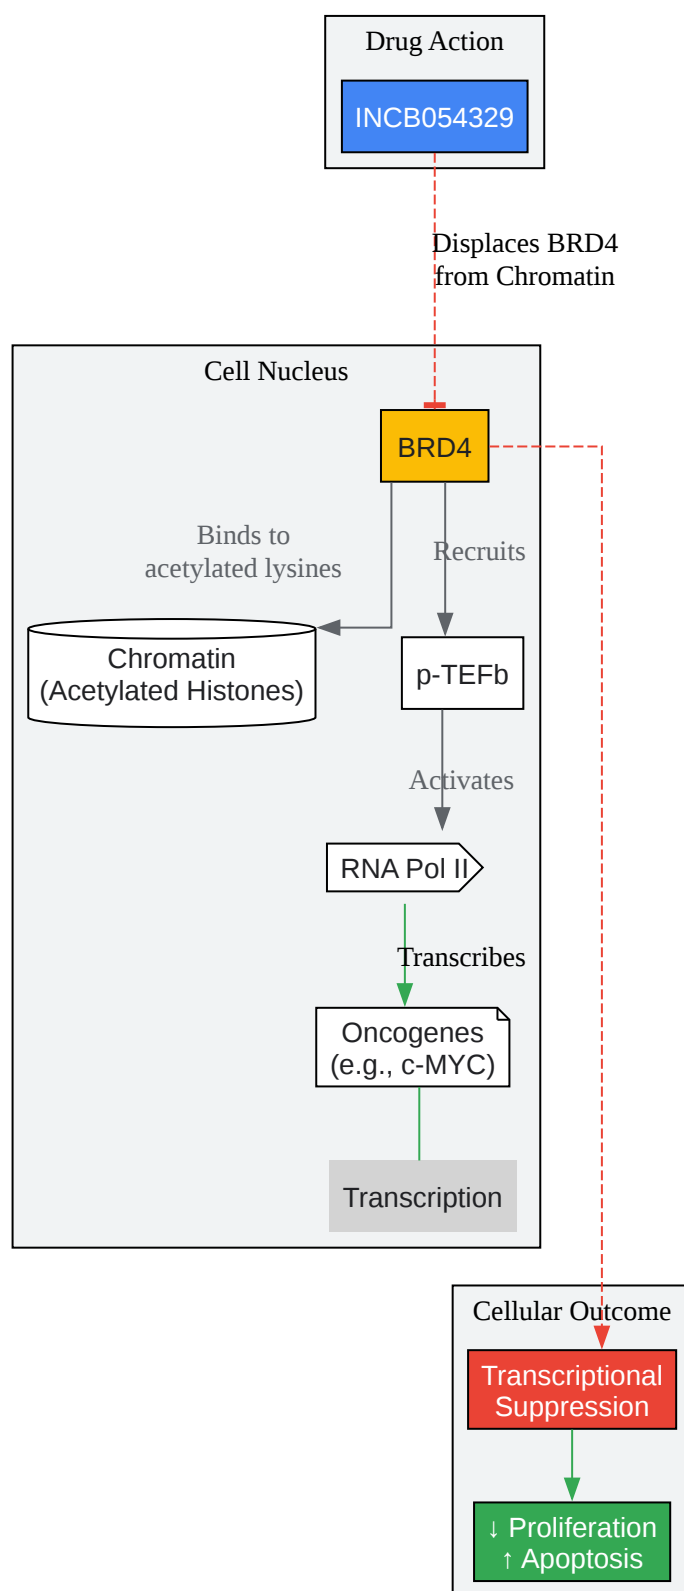 Drug Action
INCB054329
Displaces BRD4
from Chromatin
Cell Nucleus
BRD4
Binds to
acetylated lysines
Recruits
Chromatin
(Acetylated Histones)
p-TEFb
Activates
RNA Pol II
Transcribes
Oncogenes
(e.g., c-MYC)
Transcription
Cellular Outcome
Transcriptional
Suppression
↓ Proliferation
↑ Apoptosis